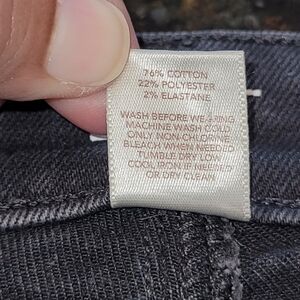 76% COTTON
22% POLYESTER
2% ELASTANE
WASH BEFORE WEARING
MACHINE WASH COLD
ONLY NON-CHLORINE
BLEACH WHEN NEEDED
TUMBLE DRY LOW
COOL IRON IF NEEDED
OR DRY CLEAN